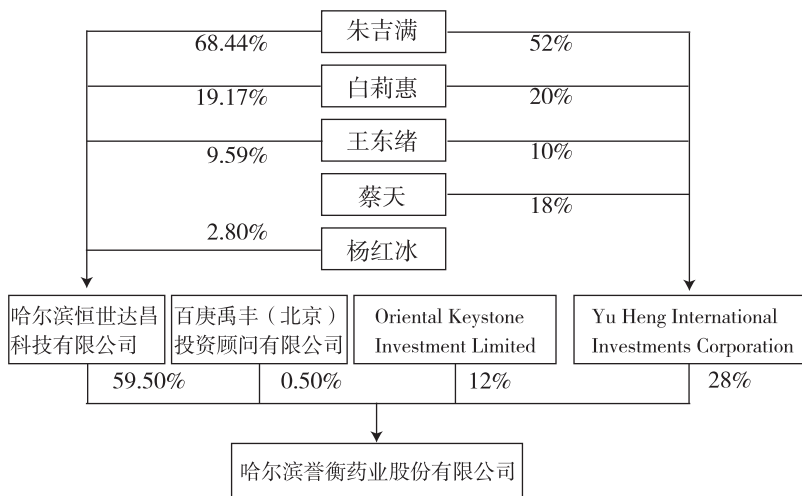 朱吉满
68.44%
52%
白莉惠
19.17%
20%
王东绪
9.59%
10%
蔡天
18%
2.80%
杨红冰
哈尔滨恒世达昌
科技有限公司
百庚禹丰（北京）
投资顾问有限公司
Oriental Keystone
Investment Limited
Yu Heng International
Investments Corporation
59.50%
0.50%
12%
28%
哈尔滨誉衡药业股份有限公司